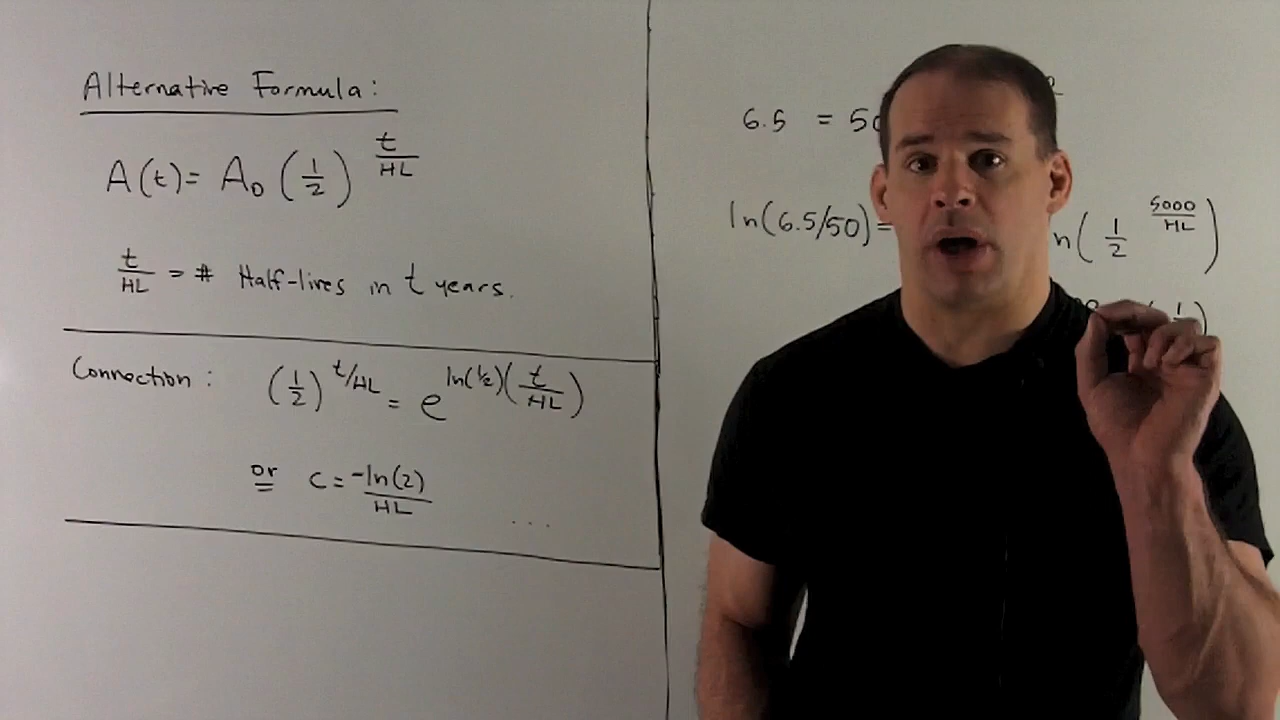 Alternative Formula:
A(t) = A₀ (1/2)^(t/HL)
t/HL = # Half-lives in t years.
Connection: (1/2)^(t/HL) = e^(ln(1/2)(t/HL))
or c = -ln(2)/HL ...
6.5 = 50
ln(6.5/50) = n(1/2^(5000/HL))